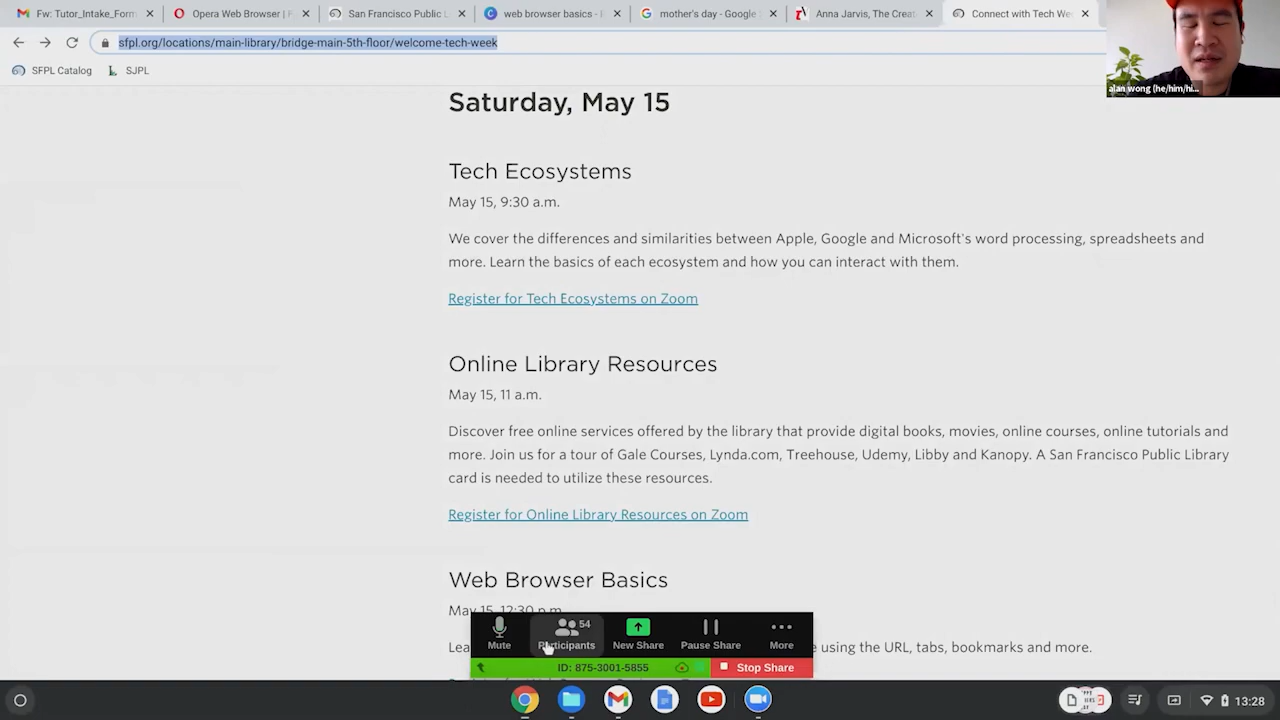 Fw: Tutor_Intake_Form
Opera Web Browser | F
San Francisco Public L
web browser basics -
mother's day - Google
Anna Jarvis, The Creat
Connect with Tech We
sfpl.org/locations/main-library/bridge-main-5th-floor/welcome-tech-week
SFPL Catalog
SJPL
alan wong (he/him/hi...
Saturday, May 15
Tech Ecosystems
May 15, 9:30 a.m.
We cover the differences and similarities between Apple, Google and Microsoft's word processing, spreadsheets and
more. Learn the basics of each ecosystem and how you can interact with them.
Register for Tech Ecosystems on Zoom
Online Library Resources
May 15, 11 a.m.
Discover free online services offered by the library that provide digital books, movies, online courses, online tutorials and
more. Join us for a tour of Gale Courses, Lynda.com, Treehouse, Udemy, Libby and Kanopy. A San Francisco Public Library
card is needed to utilize these resources.
Register for Online Library Resources on Zoom
Web Browser Basics
May 15, 12:30 p.m.
using the URL, tabs, bookmarks and more.
54
Mute
Participants
New Share
Pause Share
More
ID: 875-3001-5855
Stop Share
13:28